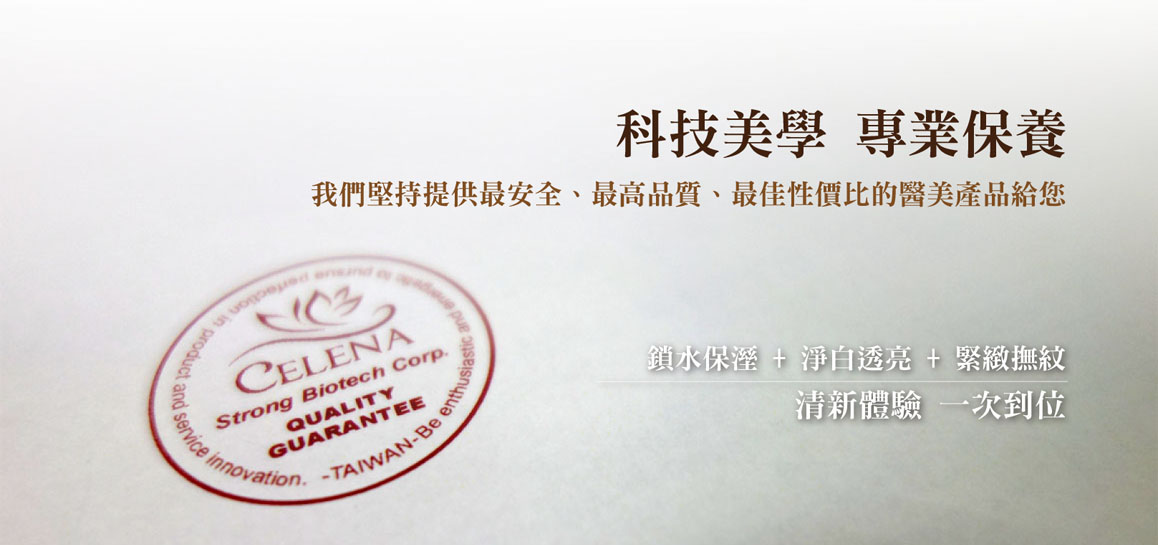 科技美學 專業保養
我們堅持提供最安全、最高品質、最佳性價比的醫美產品給您
鎖水保溼 + 淨白透亮 + 緊緻撫紋
清新體驗 一次到位
CELENA
Strong Biotech Corp.
QUALITY
GUARANTEE
-TAIWAN-Be enthusiastic and energetic to pursue perfection in product and service innovation.